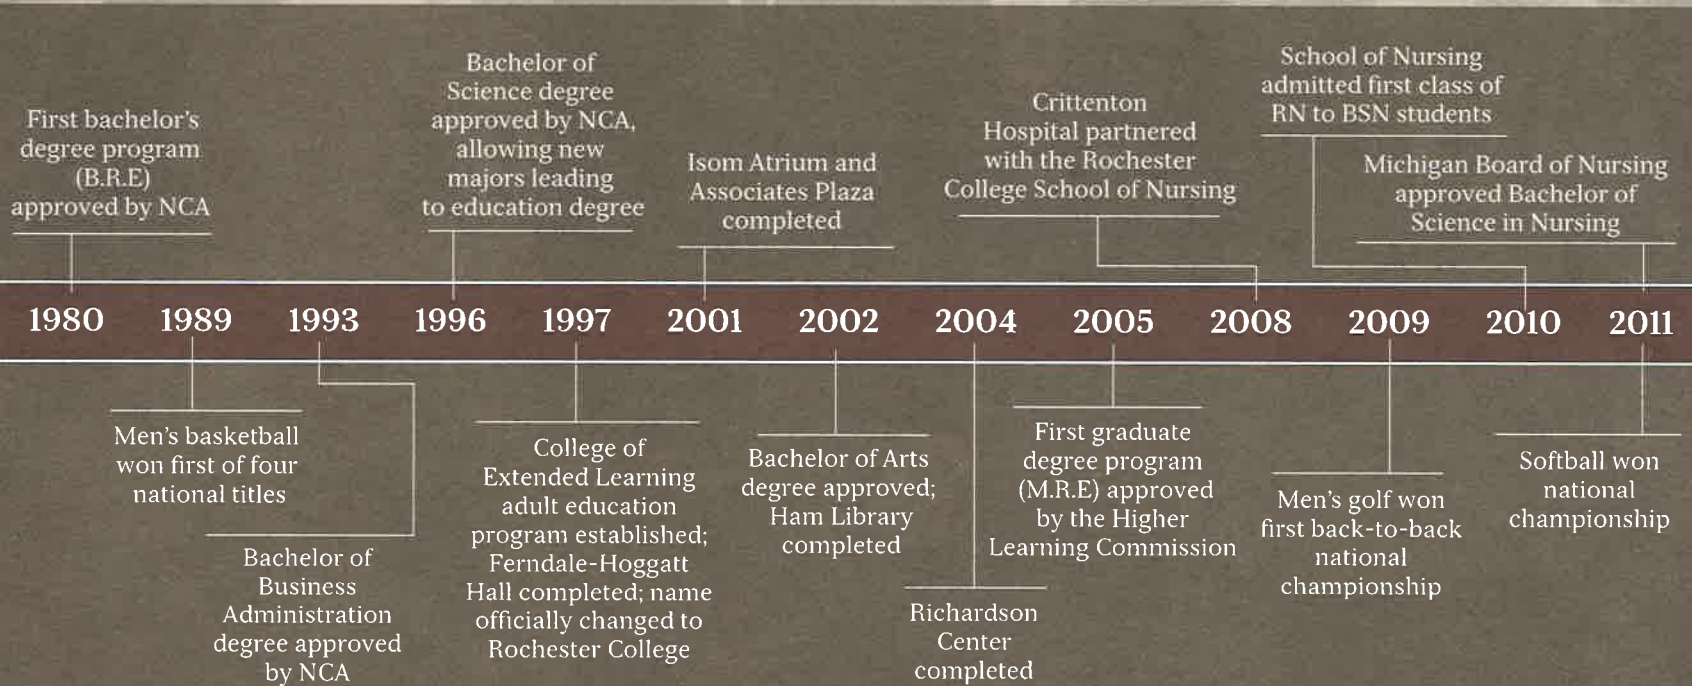 First bachelor's
degree program
(B.R.E)
approved by NCA
Bachelor of
Science degree
approved by NCA,
allowing new
majors leading
to education degree
Isom Atrium and
Associates Plaza
completed
Crittenton
Hospital partnered
with the Rochester
College School of Nursing
School of Nursing
admitted first class of
RN to BSN students
Michigan Board of Nursing
approved Bachelor of
Science in Nursing
1980 1989 1993 1996 1997 2001 2002 2004 2005 2008 2009 2010 2011
Men's basketball
won first of four
national titles
Bachelor of
Business
Administration
degree approved
by NCA
College of
Extended Learning
adult education
program established;
Ferndale-Hoggatt
Hall completed; name
officially changed to
Rochester College
Bachelor of Arts
degree approved;
Ham Library
completed
Richardson
Center
completed
First graduate
degree program
(M.R.E) approved
by the Higher
Learning Commission
Men's golf won
first back-to-back
national
championship
Softball won
national
championship